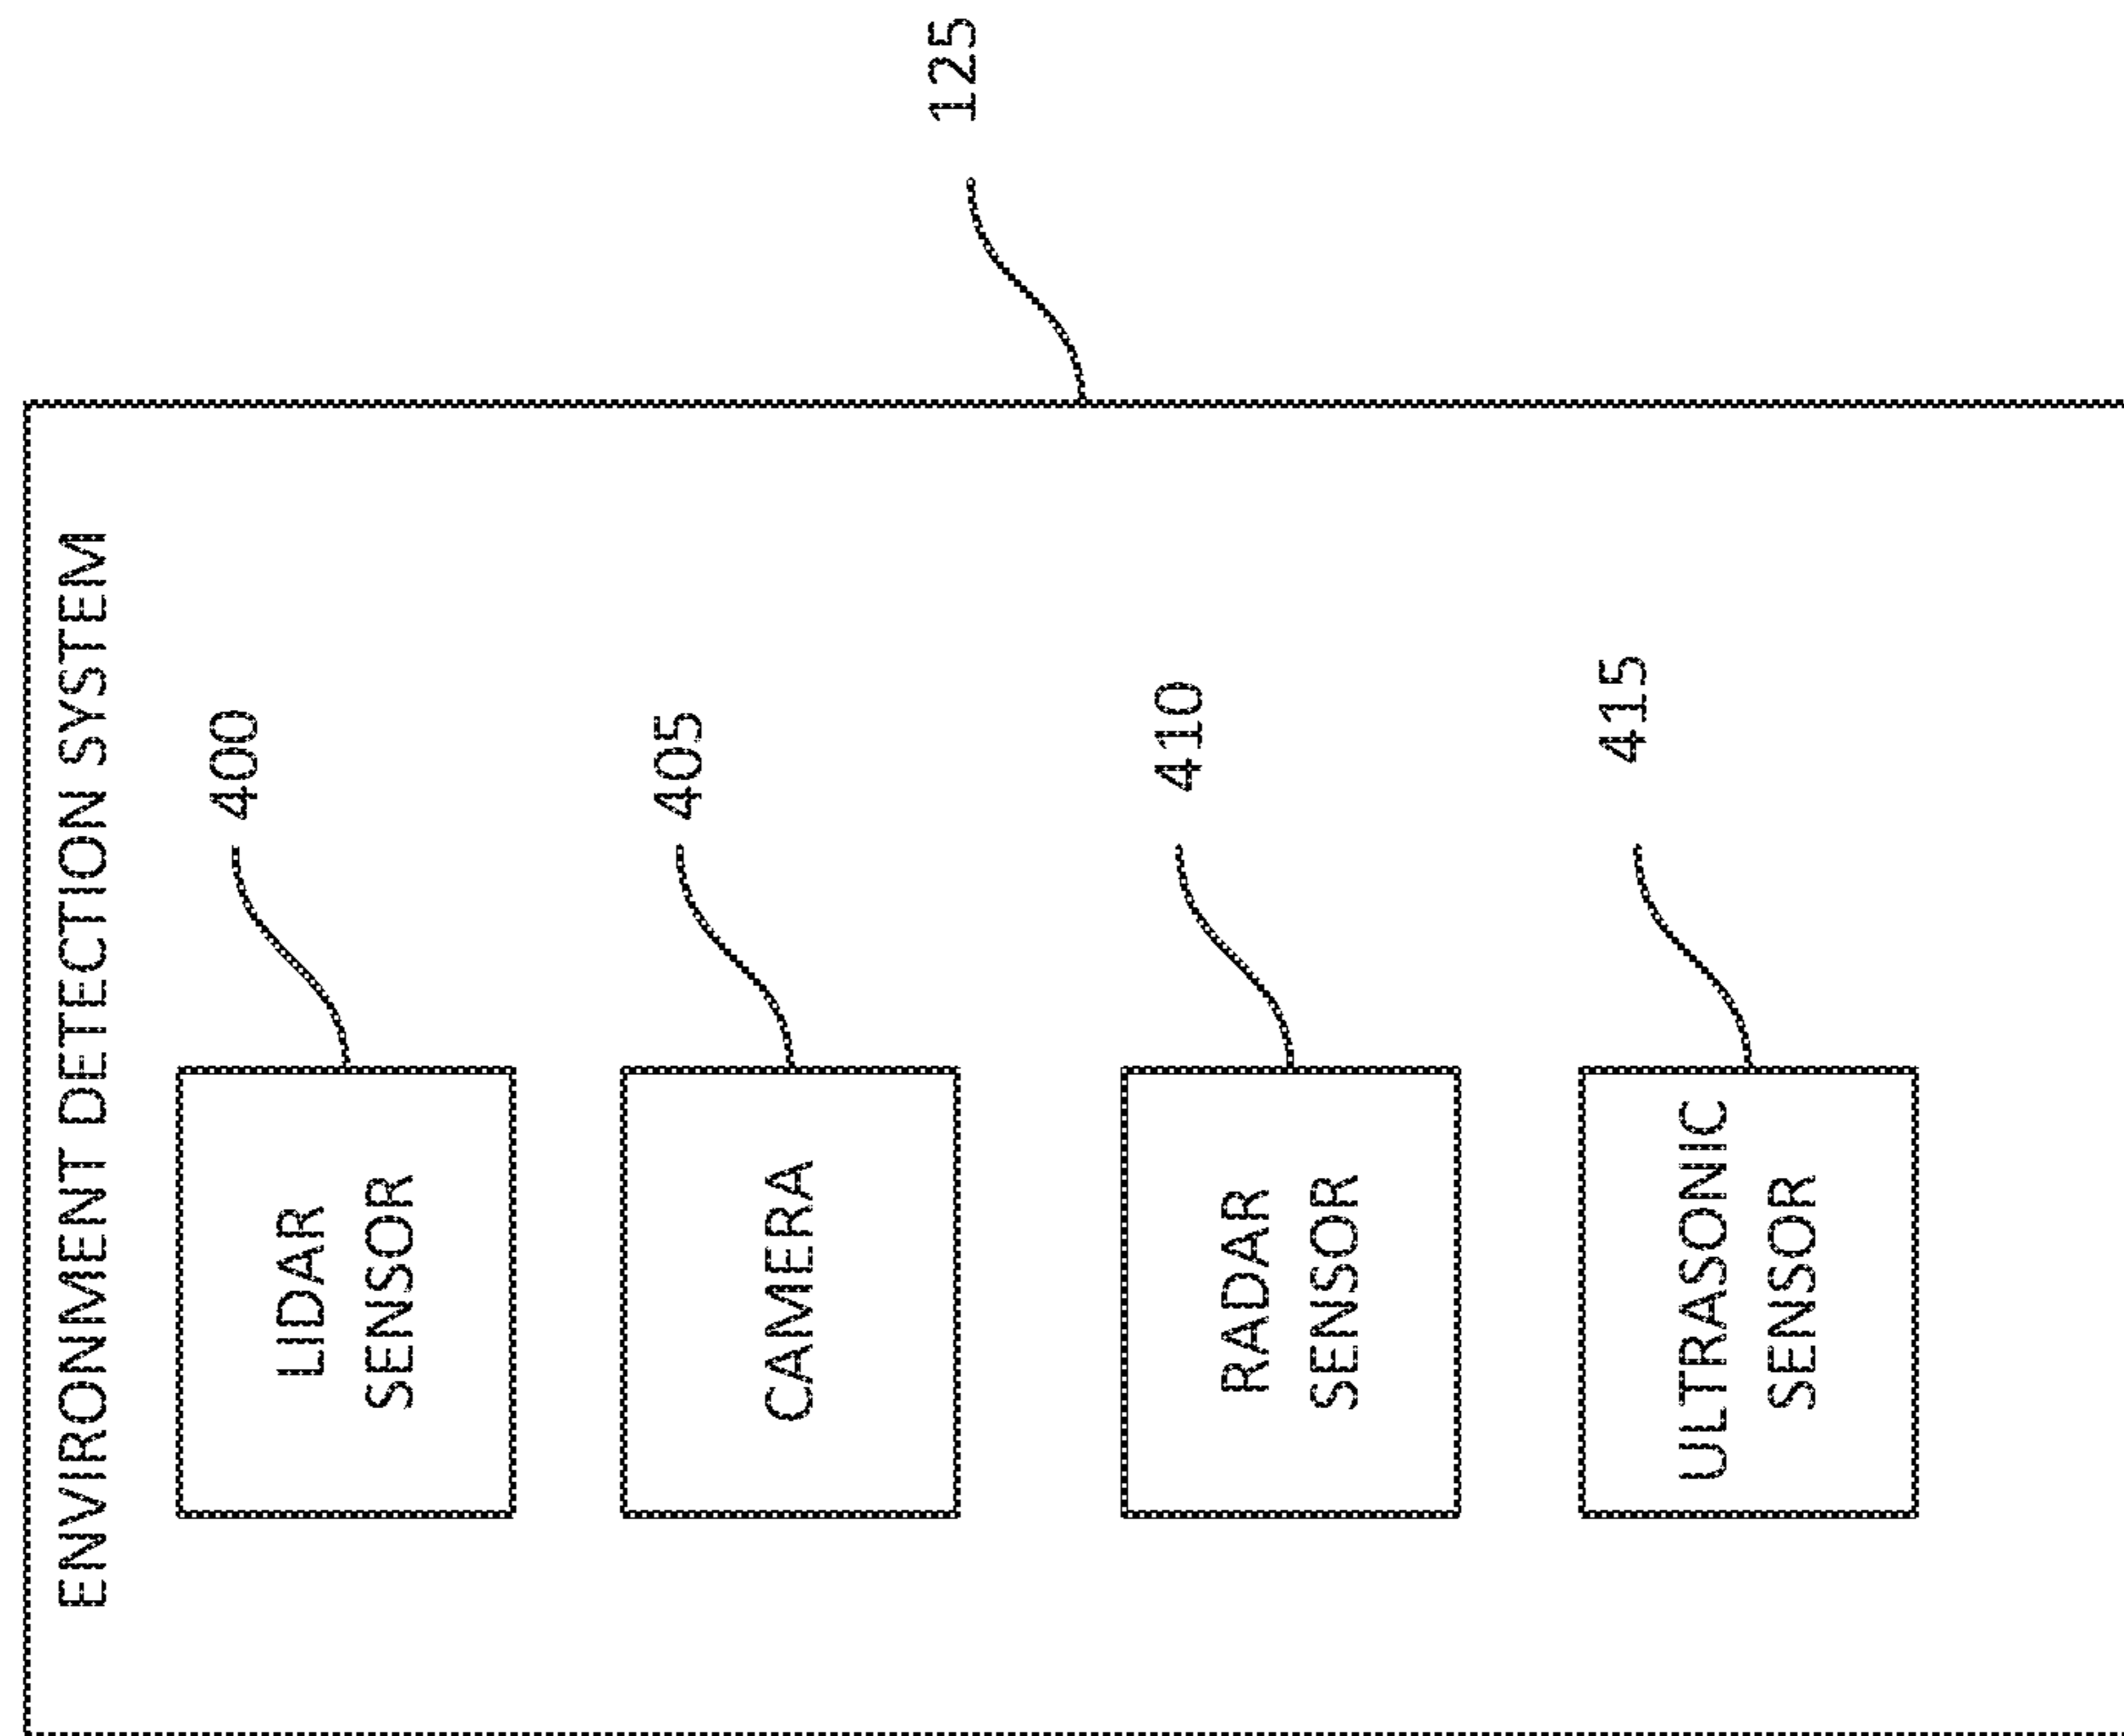 ENVIRONMENT DETECTION SYSTEM
LIDAR
SENSOR
400
CAMERA
405
RADAR
SENSOR
410
ULTRASONIC
SENSOR
415
125